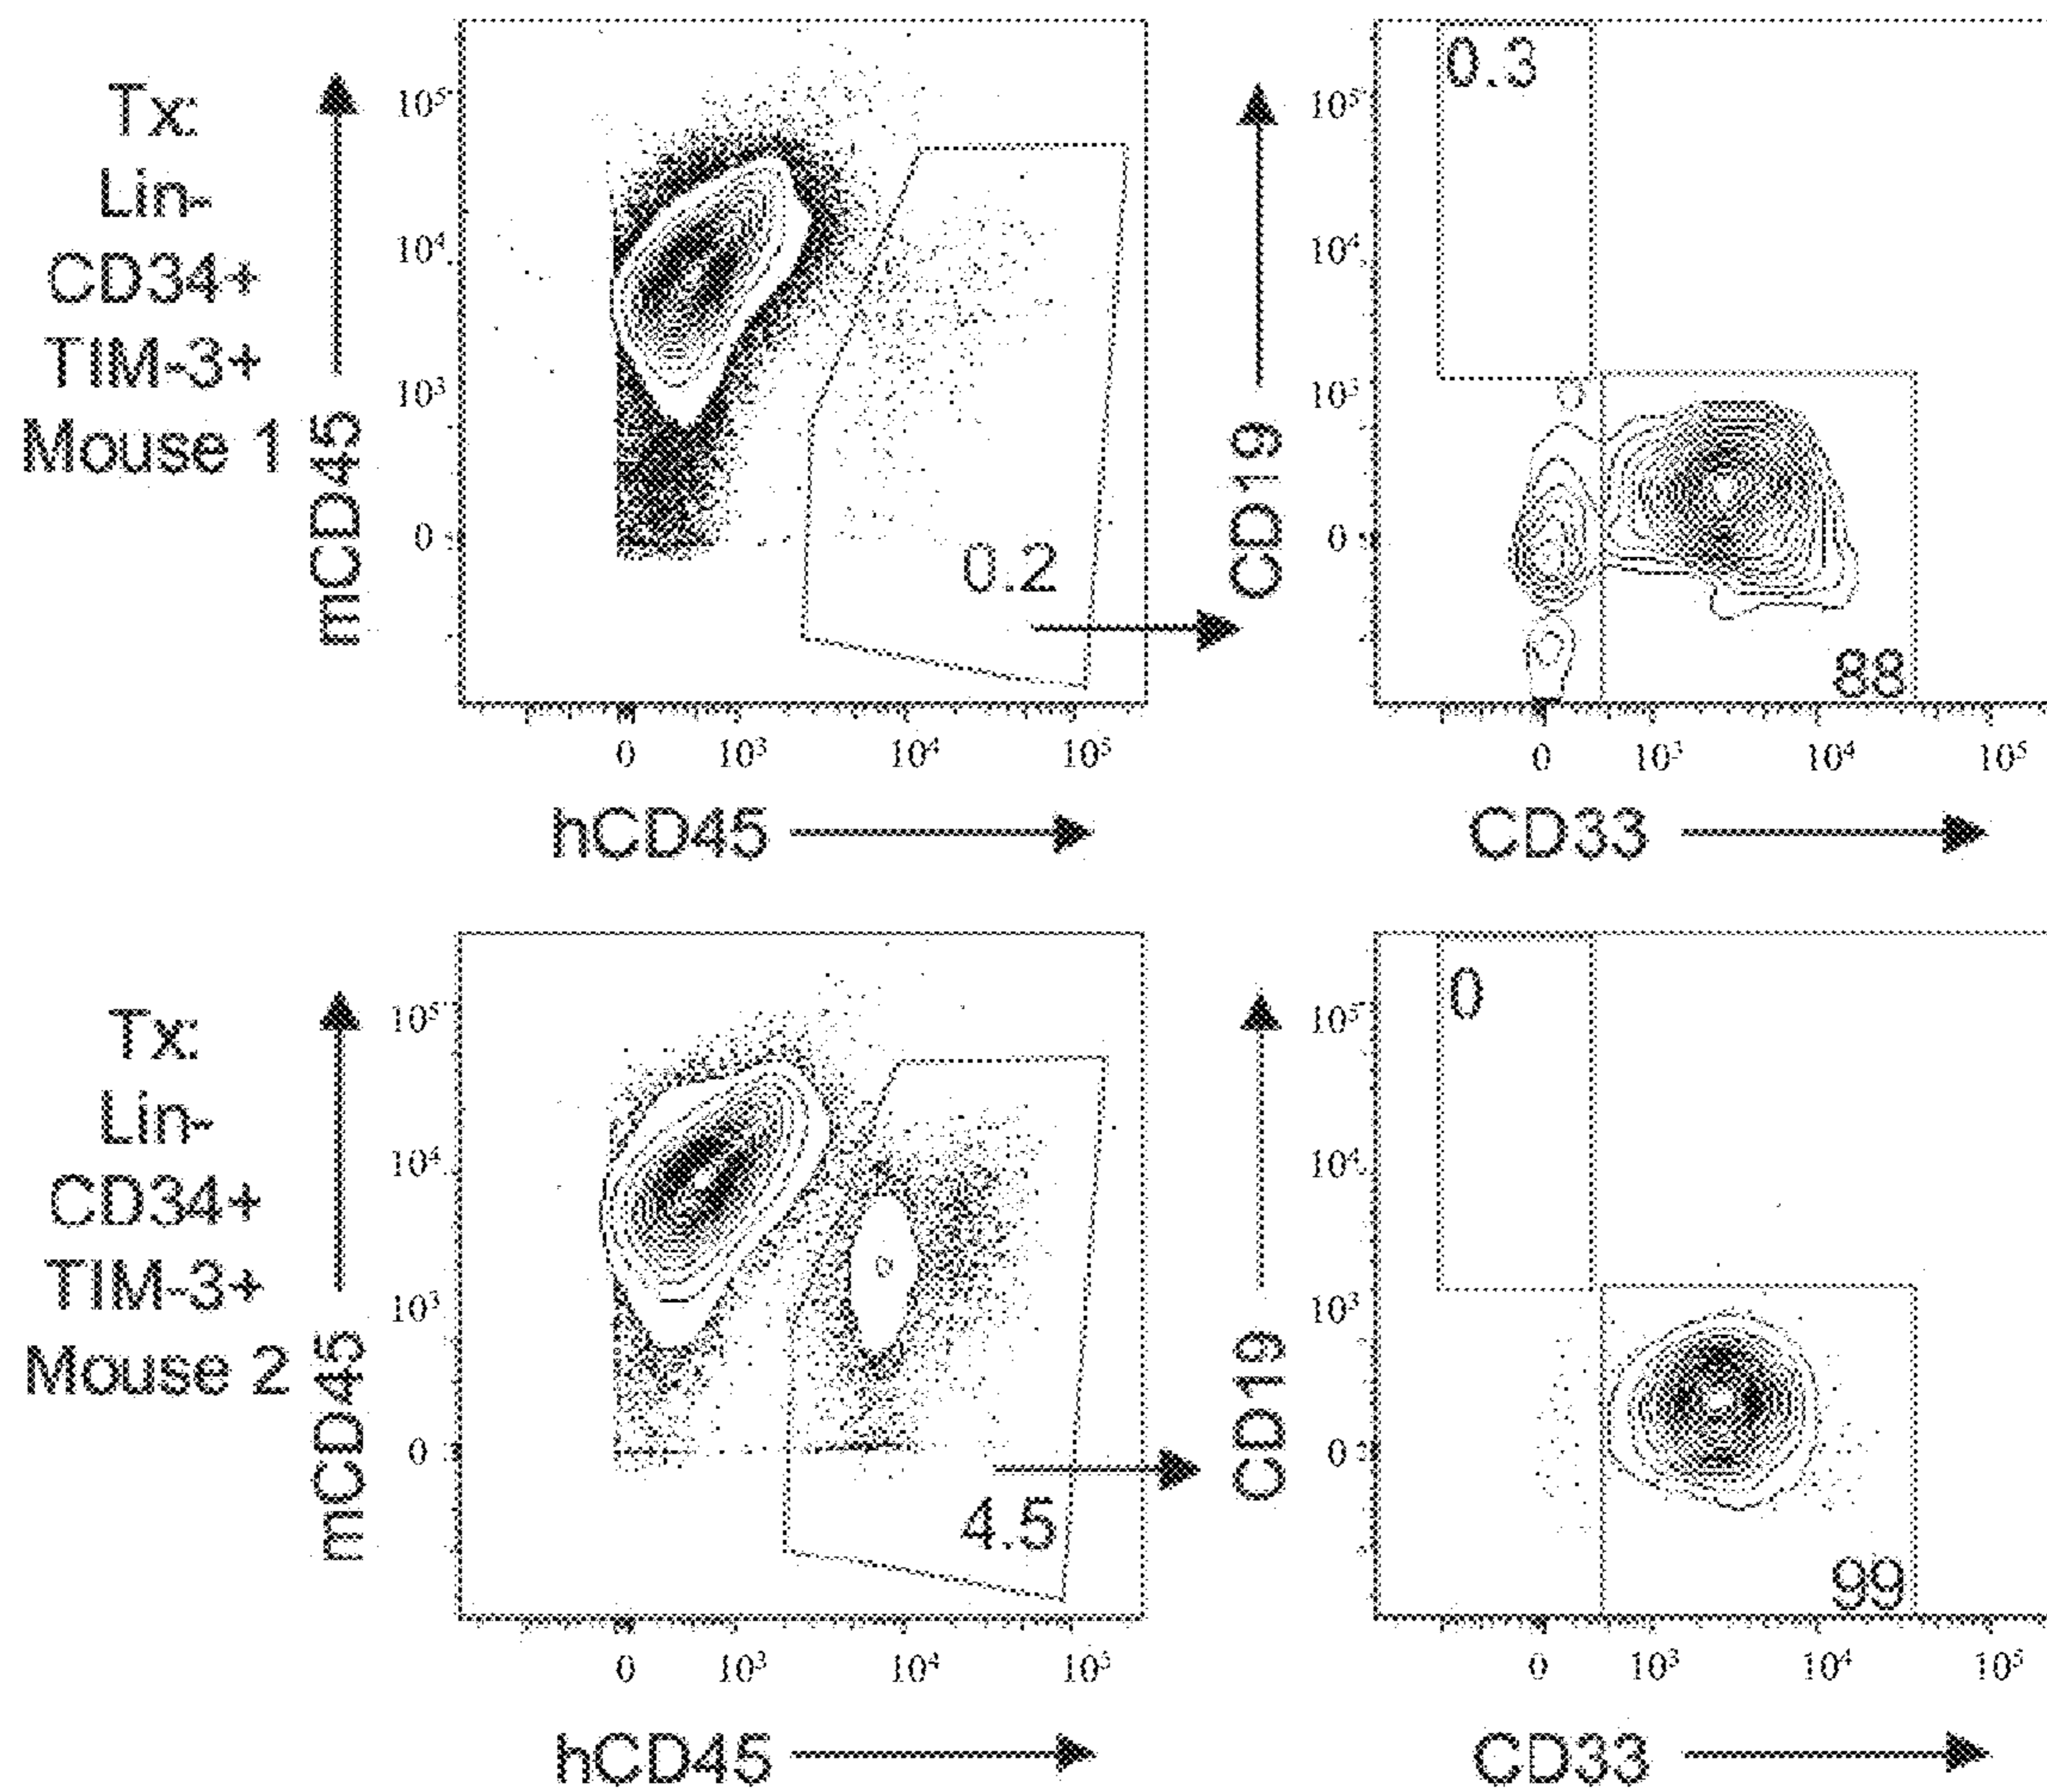 Tx:
Lin-
CD34+
TIM-3+
Mouse 1
mCD45
10⁵
10⁴
10³
0
0.2
0 10³ 10⁴ 10⁵
hCD45
CD19
10⁵
10⁴
10³
0
0.3
88
0 10³ 10⁴ 10⁵
CD33
Tx:
Lin-
CD34+
TIM-3+
Mouse 2
mCD45
10⁵
10⁴
10³
0
4.5
0 10³ 10⁴ 10⁵
hCD45
CD19
10⁵
10⁴
10³
0
0
99
0 10³ 10⁴ 10⁵
CD33